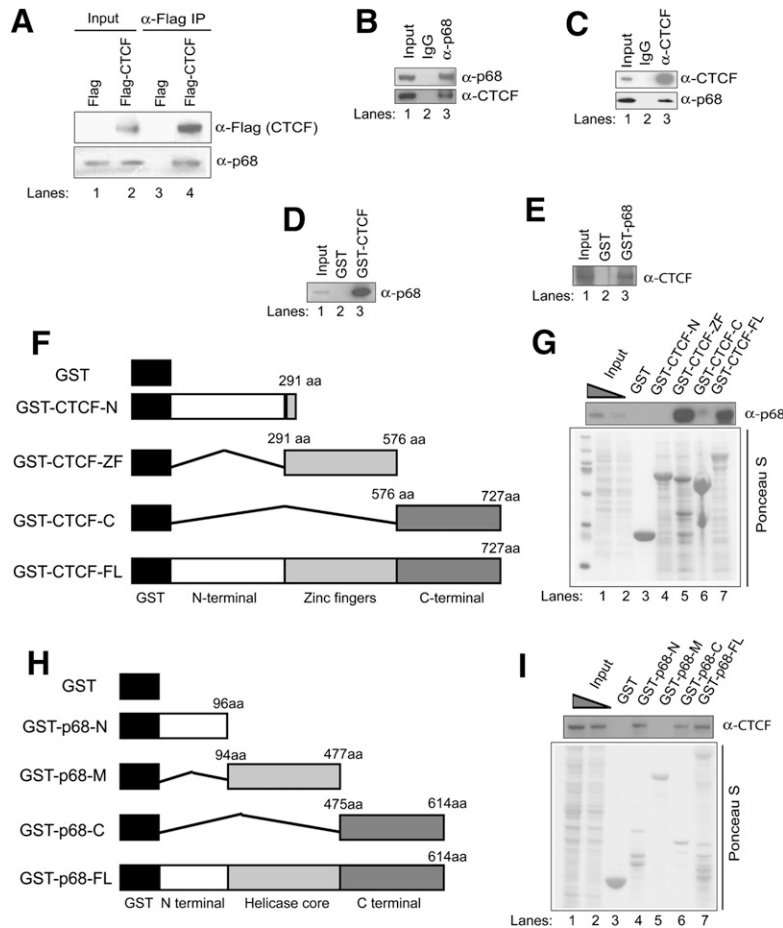 A
Input α-Flag IP
Flag
Flag-CTCF
Flag
Flag-CTCF
α-Flag (CTCF)
α-p68
Lanes: 1 2 3 4
B
Input
IgG
α-p68
α-p68
α-CTCF
Lanes: 1 2 3
C
Input
IgG
α-CTCF
α-CTCF
α-p68
Lanes: 1 2 3
D
Input
GST
GST-CTCF
α-p68
Lanes: 1 2 3
E
Input
GST
GST-p68
α-CTCF
Lanes: 1 2 3
F
GST
291 aa
GST-CTCF-N
291 aa 576 aa
GST-CTCF-ZF
576 aa 727aa
GST-CTCF-C
727aa
GST-CTCF-FL
GST N-terminal Zinc fingers C-terminal
G
Input
GST
GST-CTCF-N
GST-CTCF-ZF
GST-CTCF-C
GST-CTCF-FL
α-p68
Ponceau S
Lanes: 1 2 3 4 5 6 7
H
GST
96aa
GST-p68-N
94aa 477aa
GST-p68-M
475aa 614aa
GST-p68-C
614aa
GST-p68-FL
GST N terminal Helicase core C terminal
I
Input
GST
GST-p68-N
GST-p68-M
GST-p68-C
GST-p68-FL
α-CTCF
Ponceau S
Lanes: 1 2 3 4 5 6 7